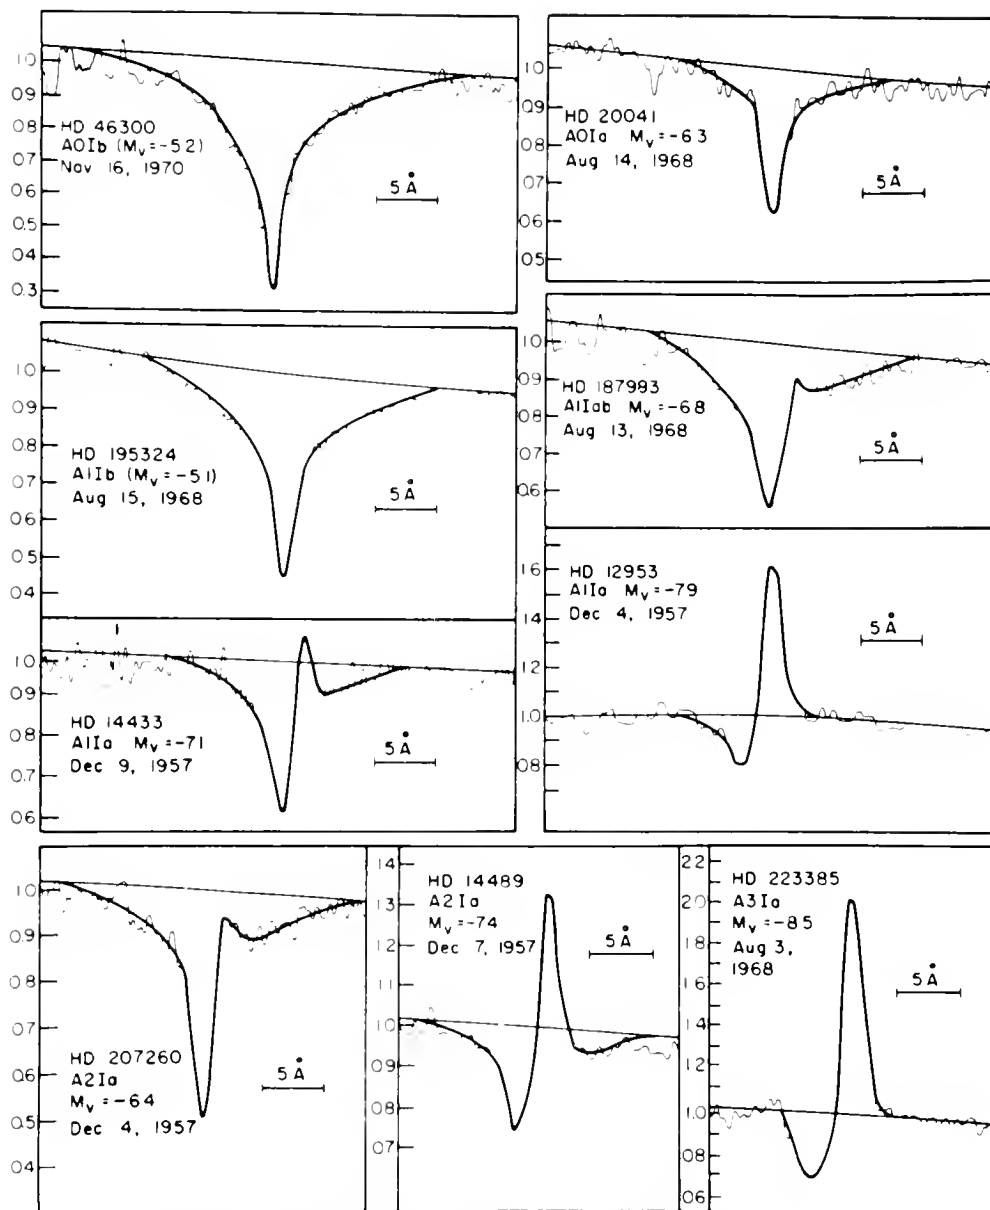 1.0
0.9
0.8
0.7
0.6
0.5
0.4
0.3
HD 46300
A0Ib (Mv=-5.2)
Nov 16, 1970
5 Å
1.0
0.9
0.8
0.7
0.6
0.5
HD 20041
A0Ia Mv=-6.3
Aug 14, 1968
5 Å
1.0
0.9
0.8
0.7
0.6
0.5
0.4
HD 195324
A1Ib (Mv=-5.1)
Aug 15, 1968
5 Å
1.0
0.9
0.8
0.7
0.6
HD 187983
A1Iab Mv=-6.8
Aug 13, 1968
5 Å
1.0
0.9
0.8
0.7
0.6
HD 14433
A1Ia Mv=-7.1
Dec 9, 1957
5 Å
1.6
1.4
1.2
1.0
0.8
HD 12953
A1Ia Mv=-7.9
Dec 4, 1957
5 Å
1.0
0.9
0.8
0.7
0.6
0.5
0.4
HD 207260
A2Ia
Mv=-6.4
Dec 4, 1957
5 Å
1.4
1.3
1.2
1.1
1.0
0.9
0.8
0.7
HD 14489
A2Ia
Mv=-7.4
Dec 7, 1957
5 Å
2.2
2.0
1.8
1.6
1.4
1.2
1.0
0.8
0.6
HD 223385
A3Ia
Mv=-8.5
Aug 3,
1968
5 Å